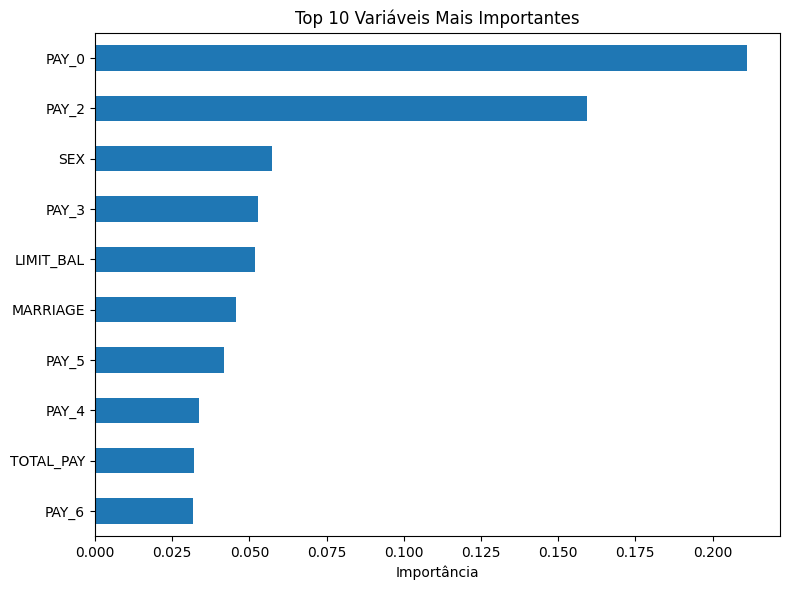 Top 10 Variáveis Mais Importantes
PAY_0
PAY_2
SEX
PAY_3
LIMIT_BAL
MARRIAGE
PAY_5
PAY_4
TOTAL_PAY
PAY_6
0.000 0.025 0.050 0.075 0.100 0.125 0.150 0.175 0.200
Importância